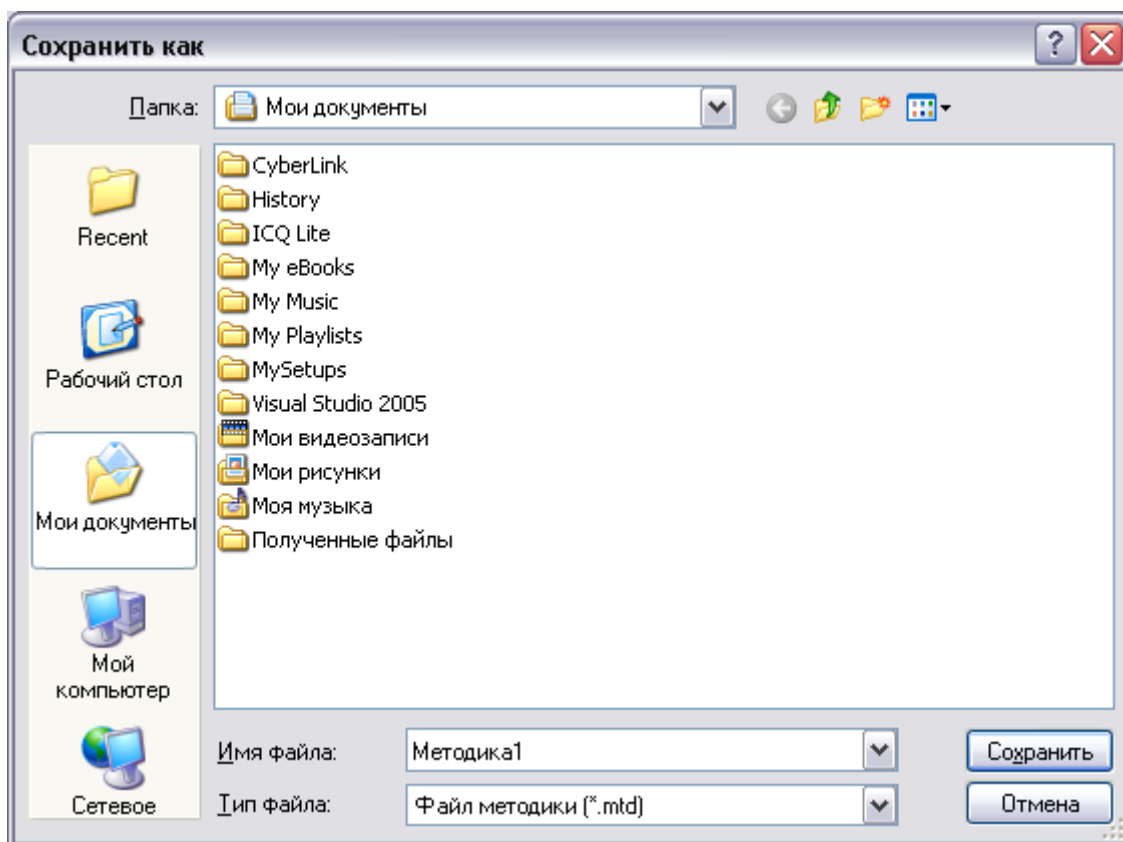 Сохранить как
Папка: Мои документы
Recent
Рабочий стол
Мои документы
Мой
компьютер
Сетевое
CyberLink
History
ICQ Lite
My eBooks
My Music
My Playlists
MySetups
Visual Studio 2005
Мои видеозаписи
Мои рисунки
Моя музыка
Полученные файлы
Имя файла: Методика1 Сохранить
Тип файла: Файл методики (*.mtd) Отмена